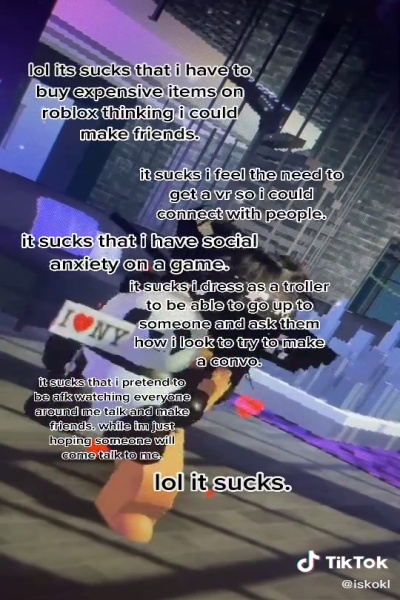 lol its sucks that i have to
buy expensive items on
roblox thinking i could
make friends.
it sucks i feel the need to
get a vr so i could
connect with people.
it sucks that i have social
anxiety on a game.
it sucks i dress as a troller
to be able to go up to
someone and ask them
how i look to try to make
a convo.
I ❤ NY
it sucks that i pretend to
be afk watching everyone
around me talk and make
friends. while im just
hoping someone will
come talk to me.
lol it sucks.
TikTok
@iskokl